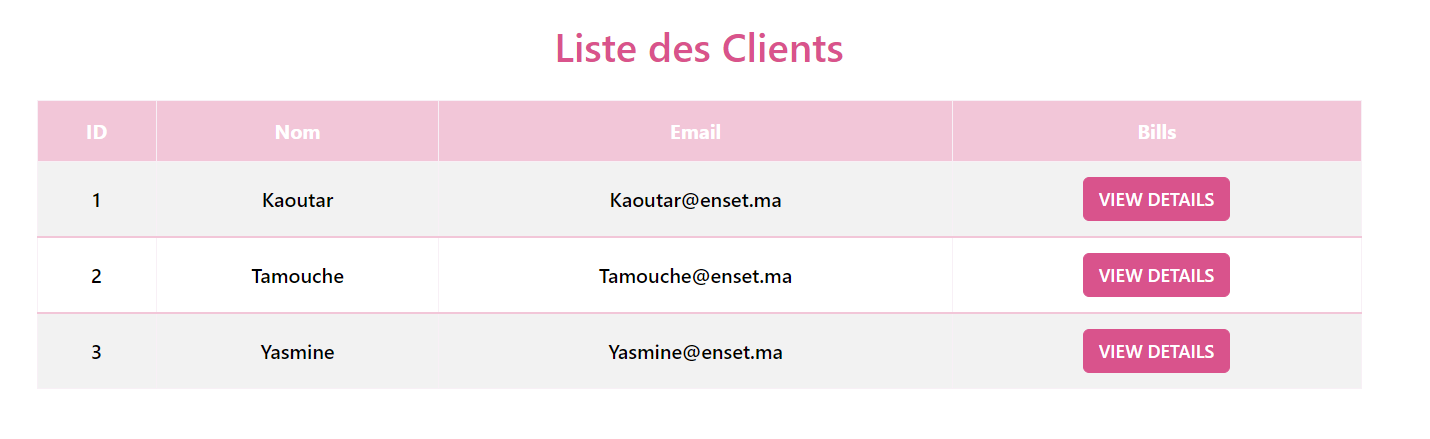 Liste des Clients
ID Nom Email Bills
1 Kaoutar Kaoutar@enset.ma VIEW DETAILS
2 Tamouche Tamouche@enset.ma VIEW DETAILS
3 Yasmine Yasmine@enset.ma VIEW DETAILS